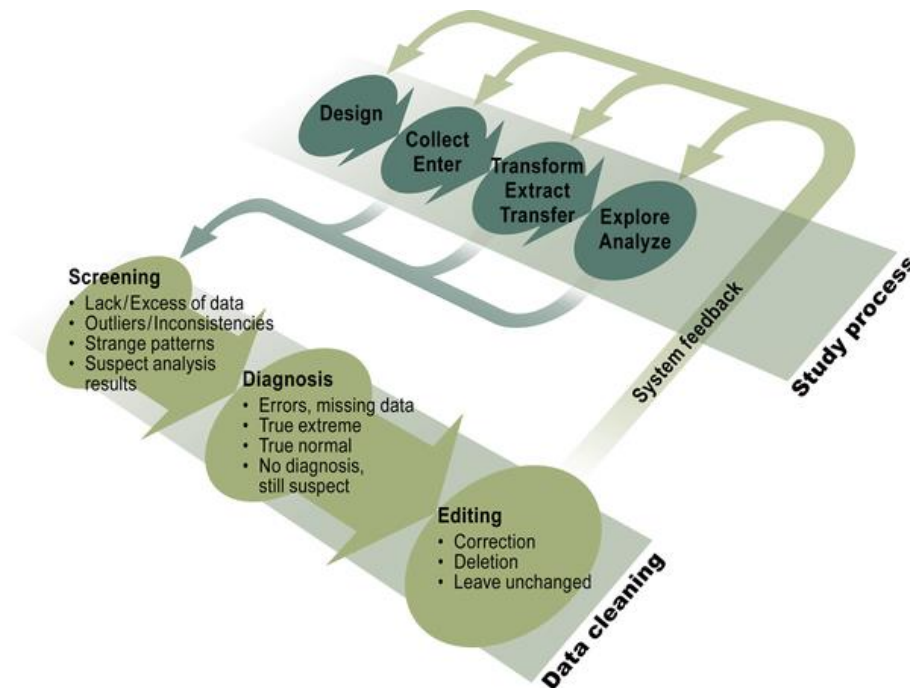 Design
Collect
Enter
Transform
Extract
Transfer
Explore
Analyze
Study process
System feedback
Screening
• Lack/Excess of data
• Outliers/Inconsistencies
• Strange patterns
• Suspect analysis
results
Diagnosis
• Errors, missing data
• True extreme
• True normal
• No diagnosis,
still suspect
Editing
• Correction
• Deletion
• Leave unchanged
Data cleaning